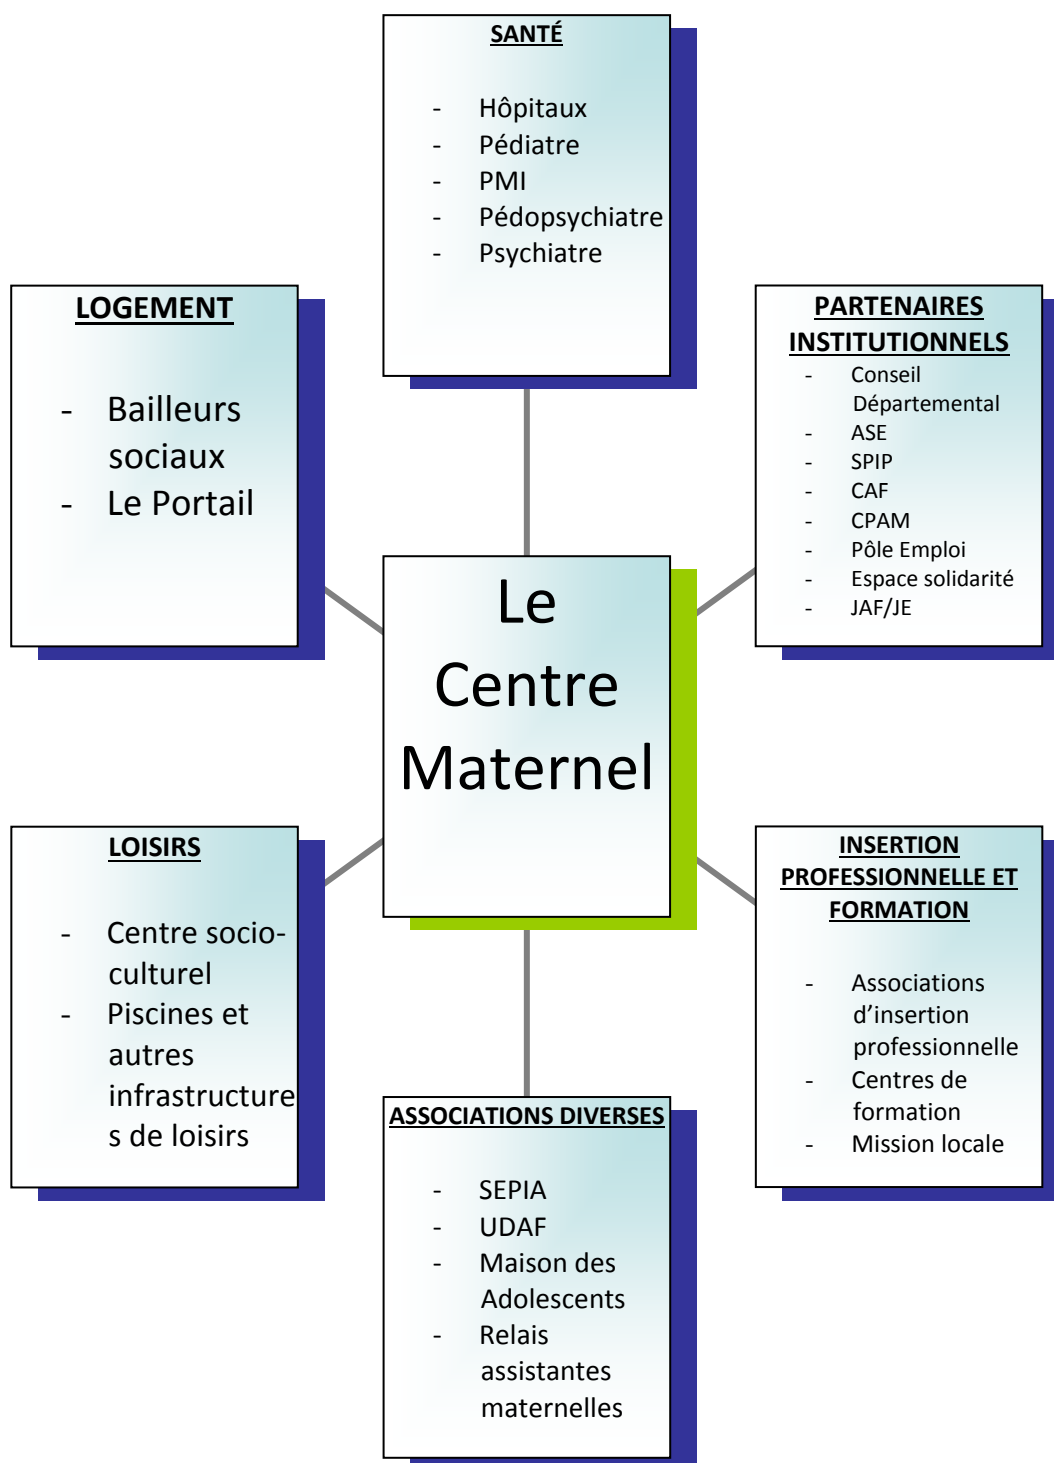 SANTÉ
- Hôpitaux
- Pédiatre
- PMI
- Pédopsychiatre
- Psychiatre
LOGEMENT
- Bailleurs
sociaux
- Le Portail
PARTENAIRES
INSTITUTIONNELS
- Conseil
Départemental
- ASE
- SPIP
- CAF
- CPAM
- Pôle Emploi
- Espace solidarité
- JAF/JE
Le
Centre
Maternel
LOISIRS
- Centre socio-
culturel
- Piscines et
autres
infrastructure
s de loisirs
INSERTION
PROFESSIONNELLE ET
FORMATION
- Associations
d’insertion
professionnelle
- Centres de
formation
- Mission locale
ASSOCIATIONS DIVERSES
- SEPIA
- UDAF
- Maison des
Adolescents
- Relais
assistantes
maternelles